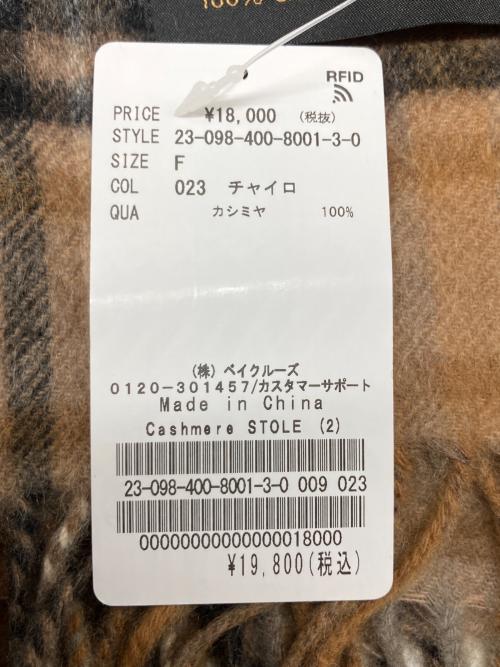 100%
RFID
PRICE ¥18,000 (税抜)
STYLE 23-098-400-8001-3-0
SIZE F
COL 023 チャイロ
QUA カシミヤ 100%
(株) ベイクルーズ
0120-301457/カスタマーサポート
Made in China
Cashmere STOLE (2)
23-098-400-8001-3-0 009 023
00000000000000018000
¥19,800(税込)